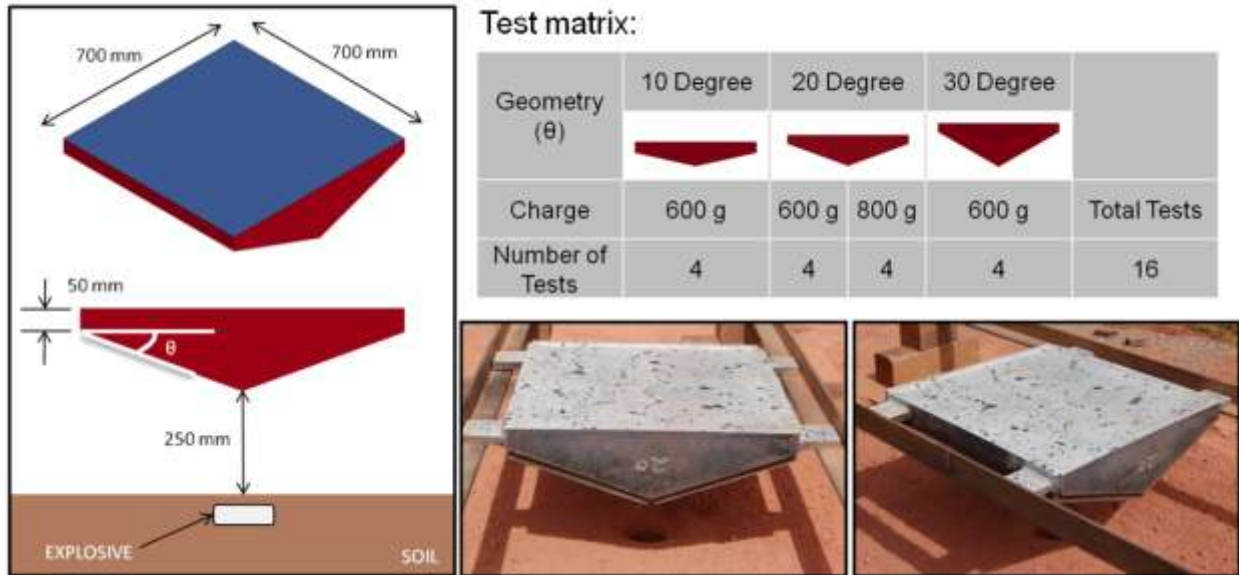 700 mm
700 mm
50 mm
θ
250 mm
EXPLOSIVE
SOIL
Test matrix:
Geometry
(θ)
10 Degree
20 Degree
30 Degree
Charge
600 g
600 g
800 g
600 g
Total Tests
Number of
Tests
4
4
4
4
16